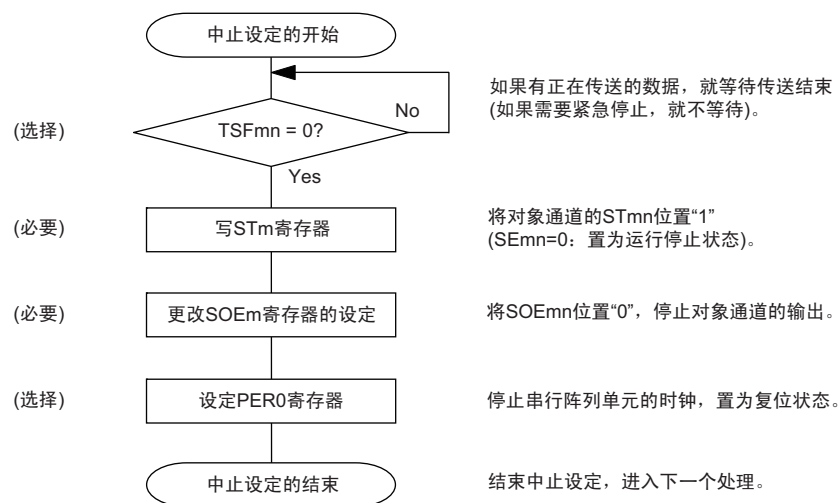 中止设定的开始
如果有正在传送的数据，就等待传送结束
(如果需要紧急停止，就不等待)。
(选择)
TSFmn = 0?
No
Yes
(必要)
写STm寄存器
将对象通道的STmn位置“1”
(SEmn=0：置为运行停止状态)。
(必要)
更改SOEm寄存器的设定
将SOEmn位置“0”，停止对象通道的输出。
(选择)
设定PER0寄存器
停止串行阵列单元的时钟，置为复位状态。
中止设定的结束
结束中止设定，进入下一个处理。